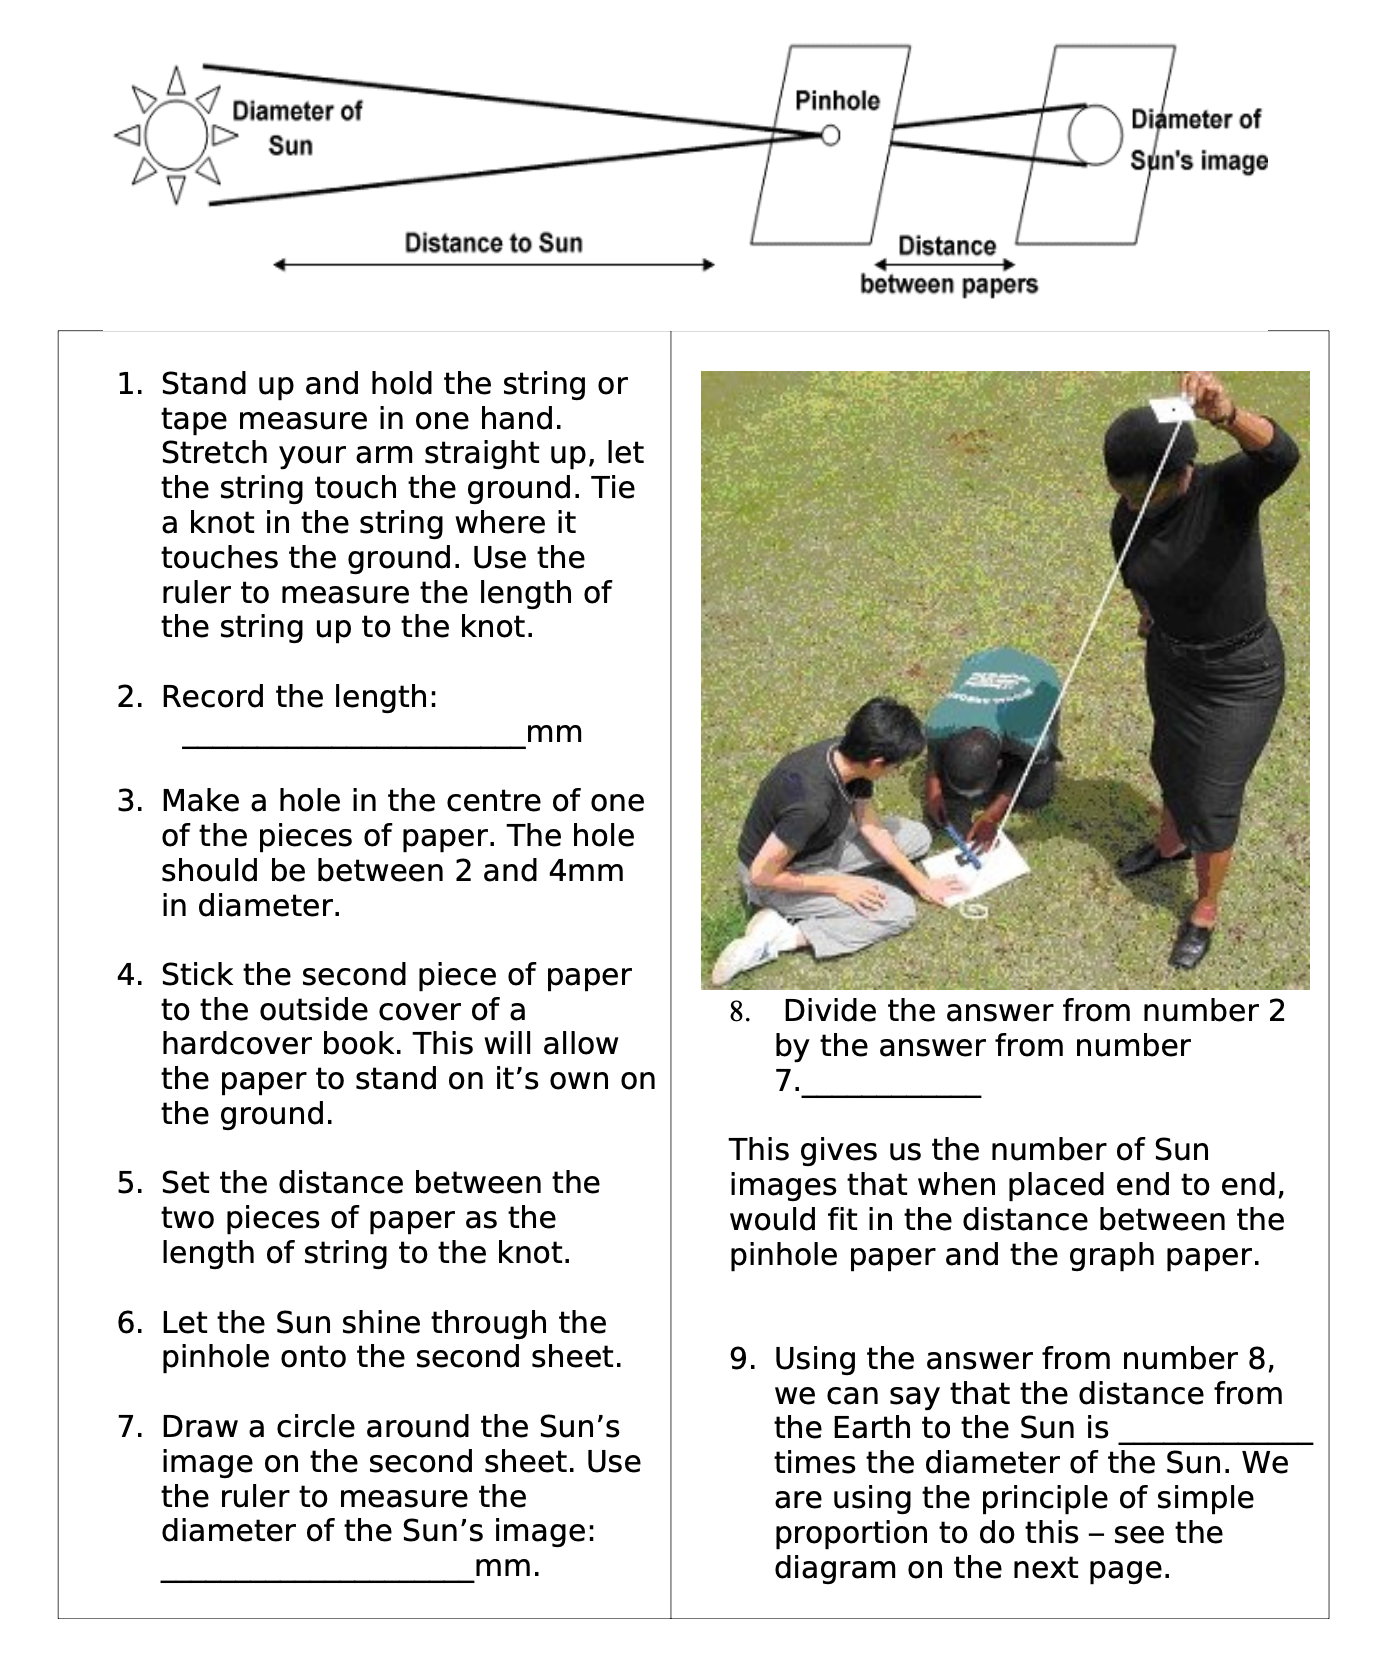 Diameter of
Sun
Pinhole
Diameter of
Sun's image
Distance to Sun
Distance
between papers
1. Stand up and hold the string or
tape measure in one hand.
Stretch your arm straight up, let
the string touch the ground. Tie
a knot in the string where it
touches the ground. Use the
ruler to measure the length of
the string up to the knot.
2. Record the length:
_______________________mm
3. Make a hole in the centre of one
of the pieces of paper. The hole
should be between 2 and 4mm
in diameter.
4. Stick the second piece of paper
to the outside cover of a
hardcover book. This will allow
the paper to stand on it’s own on
the ground.
5. Set the distance between the
two pieces of paper as the
length of string to the knot.
6. Let the Sun shine through the
pinhole onto the second sheet.
7. Draw a circle around the Sun’s
image on the second sheet. Use
the ruler to measure the
diameter of the Sun’s image:
_____________________mm.
8. Divide the answer from number 2
by the answer from number
7.____________
This gives us the number of Sun
images that when placed end to end,
would fit in the distance between the
pinhole paper and the graph paper.
9. Using the answer from number 8,
we can say that the distance from
the Earth to the Sun is _____________
times the diameter of the Sun. We
are using the principle of simple
proportion to do this – see the
diagram on the next page.